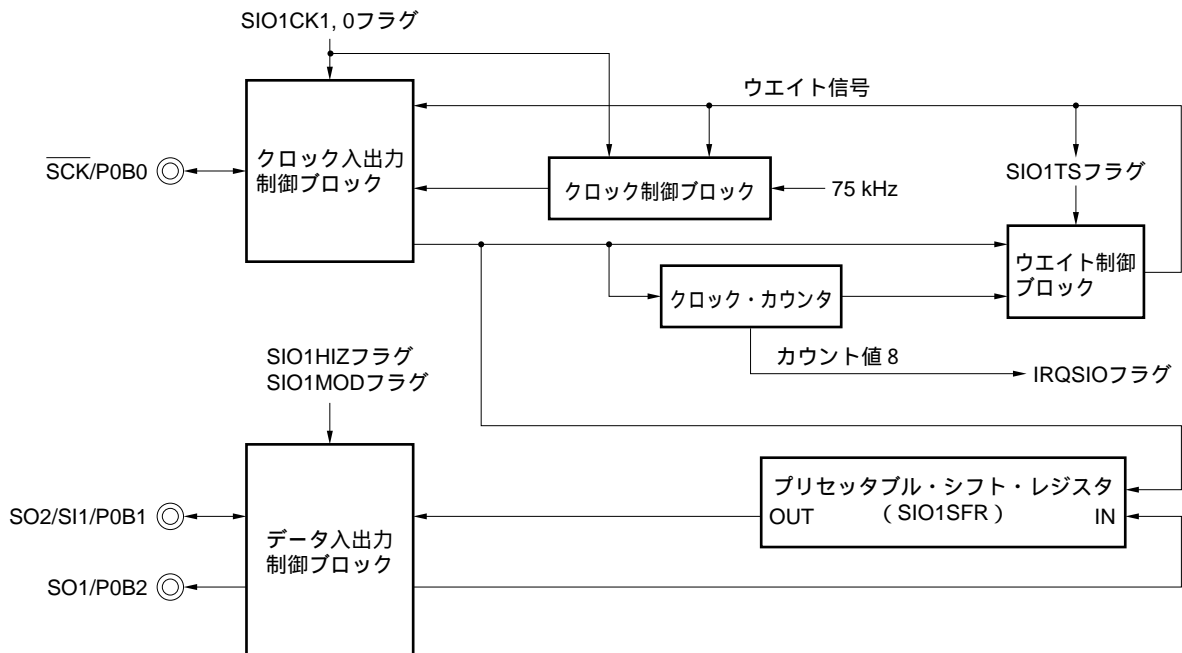 SIO1CK1, 0フラグ
ウエイト信号
クロック入出力
制御ブロック
SCK/P0B0
クロック制御ブロック
75 kHz
SIO1TSフラグ
ウエイト制御
ブロック
クロック・カウンタ
カウント値 8
IRQSIOフラグ
SIO1HIZフラグ
SIO1MODフラグ
プリセッタブル・シフト・レジスタ
OUT （SIO1SFR） IN
SO2/SI1/P0B1
データ入出力
制御ブロック
SO1/P0B2